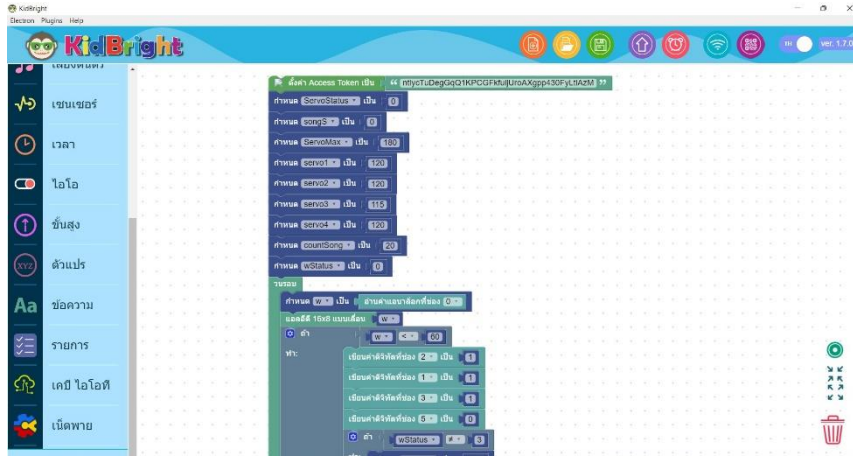 KidBright
Electron Plugins Help
KidBright
ver. 1.7.0
เซนเซอร์
เวลา
ไอโอ
ขั้นสูง
ตัวแปร
ข้อความ
รายการ
เคบี ไอโอที
เน็ตพาย
xyz
Aa
ตั้งค่า Access Token เป็น
กำหนด ServoStatus เป็น 0
กำหนด songS เป็น 0
กำหนด ServoMax เป็น 180
กำหนด servo1 เป็น 120
กำหนด servo2 เป็น 120
กำหนด servo3 เป็น 115
กำหนด servo4 เป็น 120
กำหนด countSong เป็น 20
กำหนด wStatus เป็น 0
วนรอบ
กำหนด w เป็น อ่านค่าแอนาล็อกที่ช่อง 0
แอลอีดี 16x8 แบบเลื่อน w
ถ้า w < 60
ทำ:
เขียนค่าดิจิทัลที่ช่อง 2 เป็น 1
เขียนค่าดิจิทัลที่ช่อง 1 เป็น 1
เขียนค่าดิจิทัลที่ช่อง 3 เป็น 1
เขียนค่าดิจิทัลที่ช่อง 5 เป็น 0
ถ้า wStatus ≠ 3